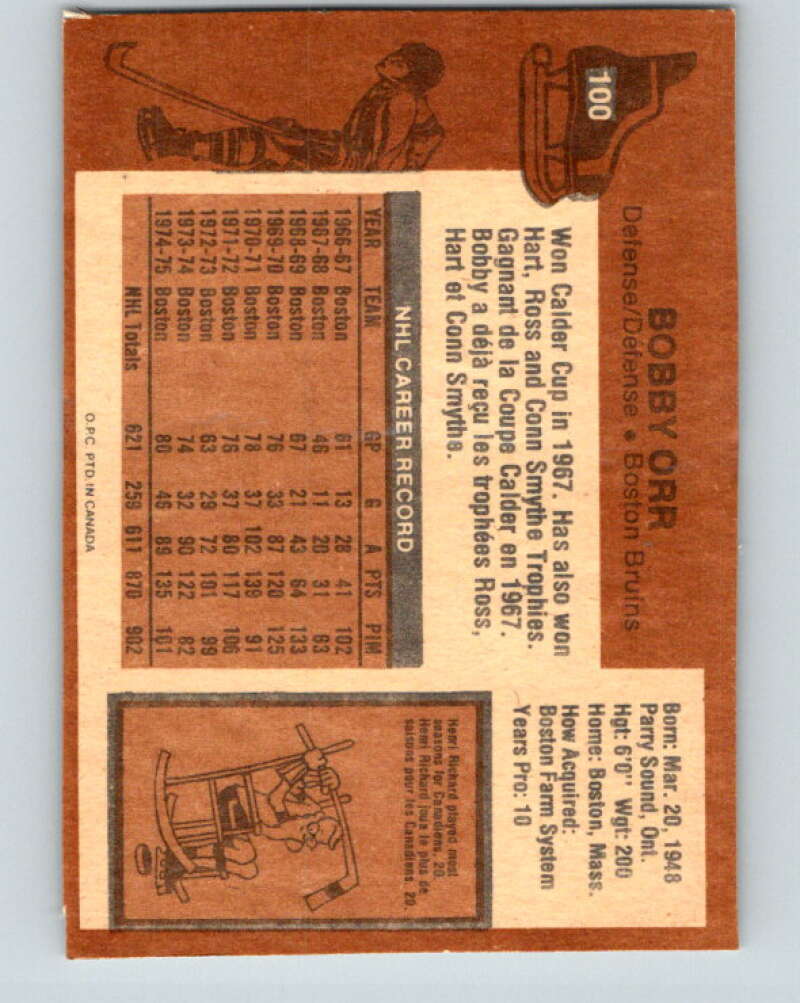 100
BOBBY ORR
Defense/Défense • Boston Bruins
Born: Mar. 20, 1948
Parry Sound, Ont.
Hgt: 6'0" Wgt: 200
Home: Boston, Mass.
How Acquired:
Boston Farm System
Years Pro: 10
Won Calder Cup in 1967. Has also won
Hart, Ross and Conn Smythe Trophies.
Gagnant de la Coupe Calder en 1967.
Bobby a déjà reçu les trophées Ross,
Hart et Conn Smythe.
NHL CAREER RECORD
YEAR TEAM GP G A PTS PIM
1966-67 Boston 61 13 28 41 102
1967-68 Boston 46 11 20 31 63
1968-69 Boston 67 21 43 64 133
1969-70 Boston 76 33 87 120 125
1970-71 Boston 78 37 102 139 91
1971-72 Boston 76 37 80 117 106
1972-73 Boston 63 29 72 101 99
1973-74 Boston 74 32 90 122 82
1974-75 Boston 80 46 89 135 101
NHL Totals 621 259 611 870 902
Henri Richard played most
seasons for Canadiens, 20.
Henri Richard joua le plus de
saisons pour les Canadiens, 20.
O.P.C. PTD. IN CANADA